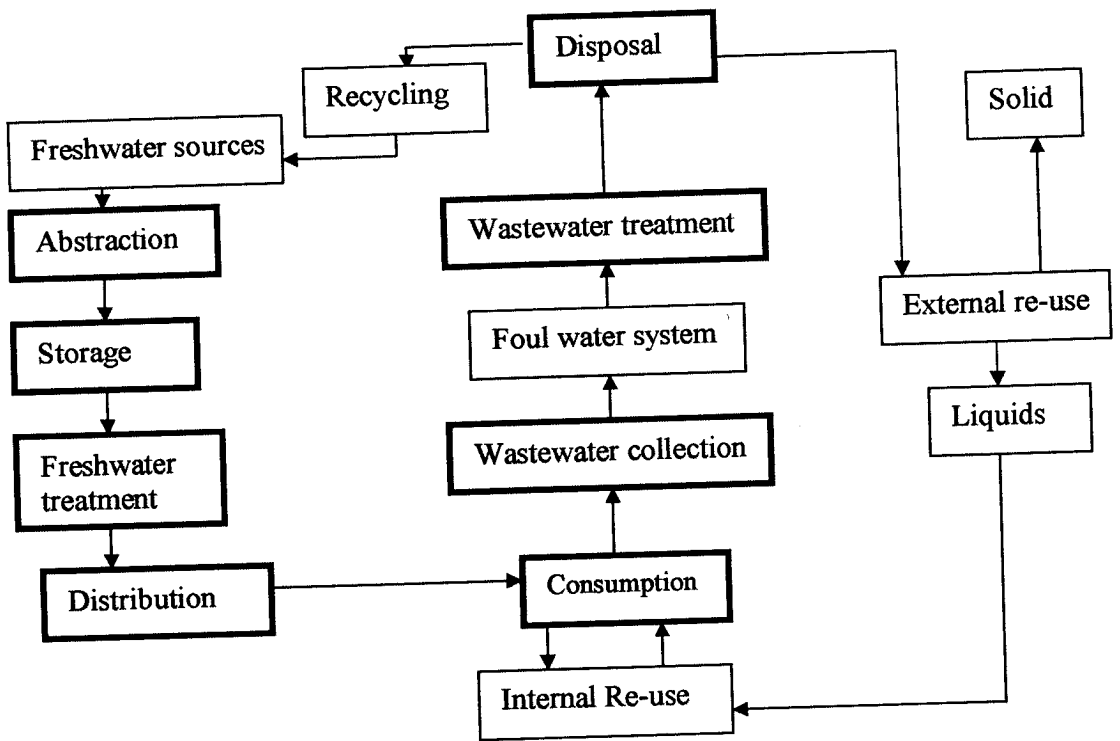 Disposal
Recycling
Solid
Freshwater sources
Abstraction
Wastewater treatment
External re-use
Foul water system
Storage
Liquids
Wastewater collection
Freshwater
treatment
Consumption
Distribution
Internal Re-use